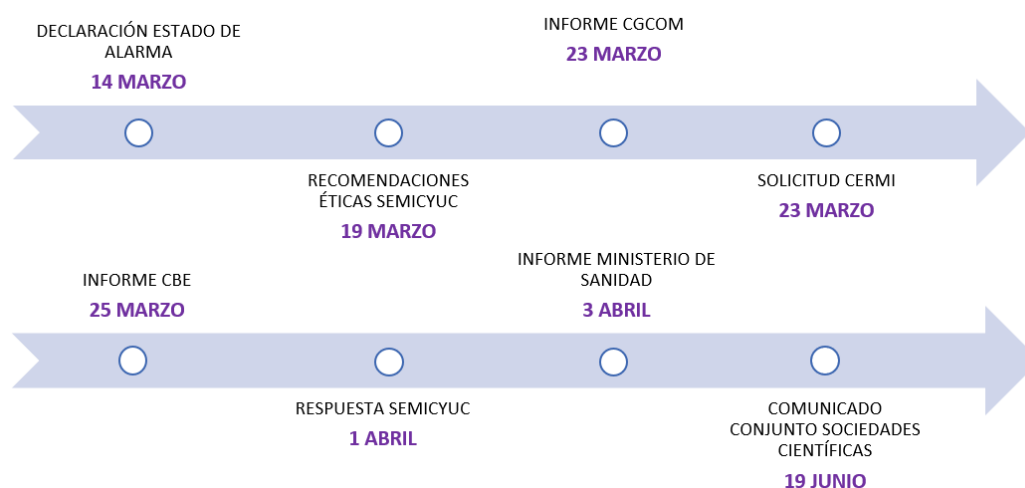 DECLARACIÓN ESTADO DE
ALARMA
14 MARZO
RECOMENDACIONES
ÉTICAS SEMICYUC
19 MARZO
INFORME CGCOM
23 MARZO
SOLICITUD CERMI
23 MARZO
INFORME CBE
25 MARZO
RESPUESTA SEMICYUC
1 ABRIL
INFORME MINISTERIO DE
SANIDAD
3 ABRIL
COMUNICADO
CONJUNTO SOCIEDADES
CIENTÍFICAS
19 JUNIO